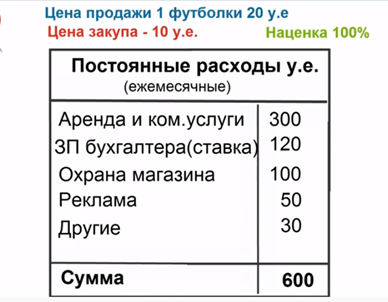 Цена продажи 1 футболки 20 у.е
Цена закупа - 10 у.е. Наценка 100%
Постоянные расходы у.е.
(ежемесячные)
Аренда и ком.услуги 300
ЗП бухгалтера(ставка) 120
Охрана магазина 100
Реклама 50
Другие 30
Сумма 600